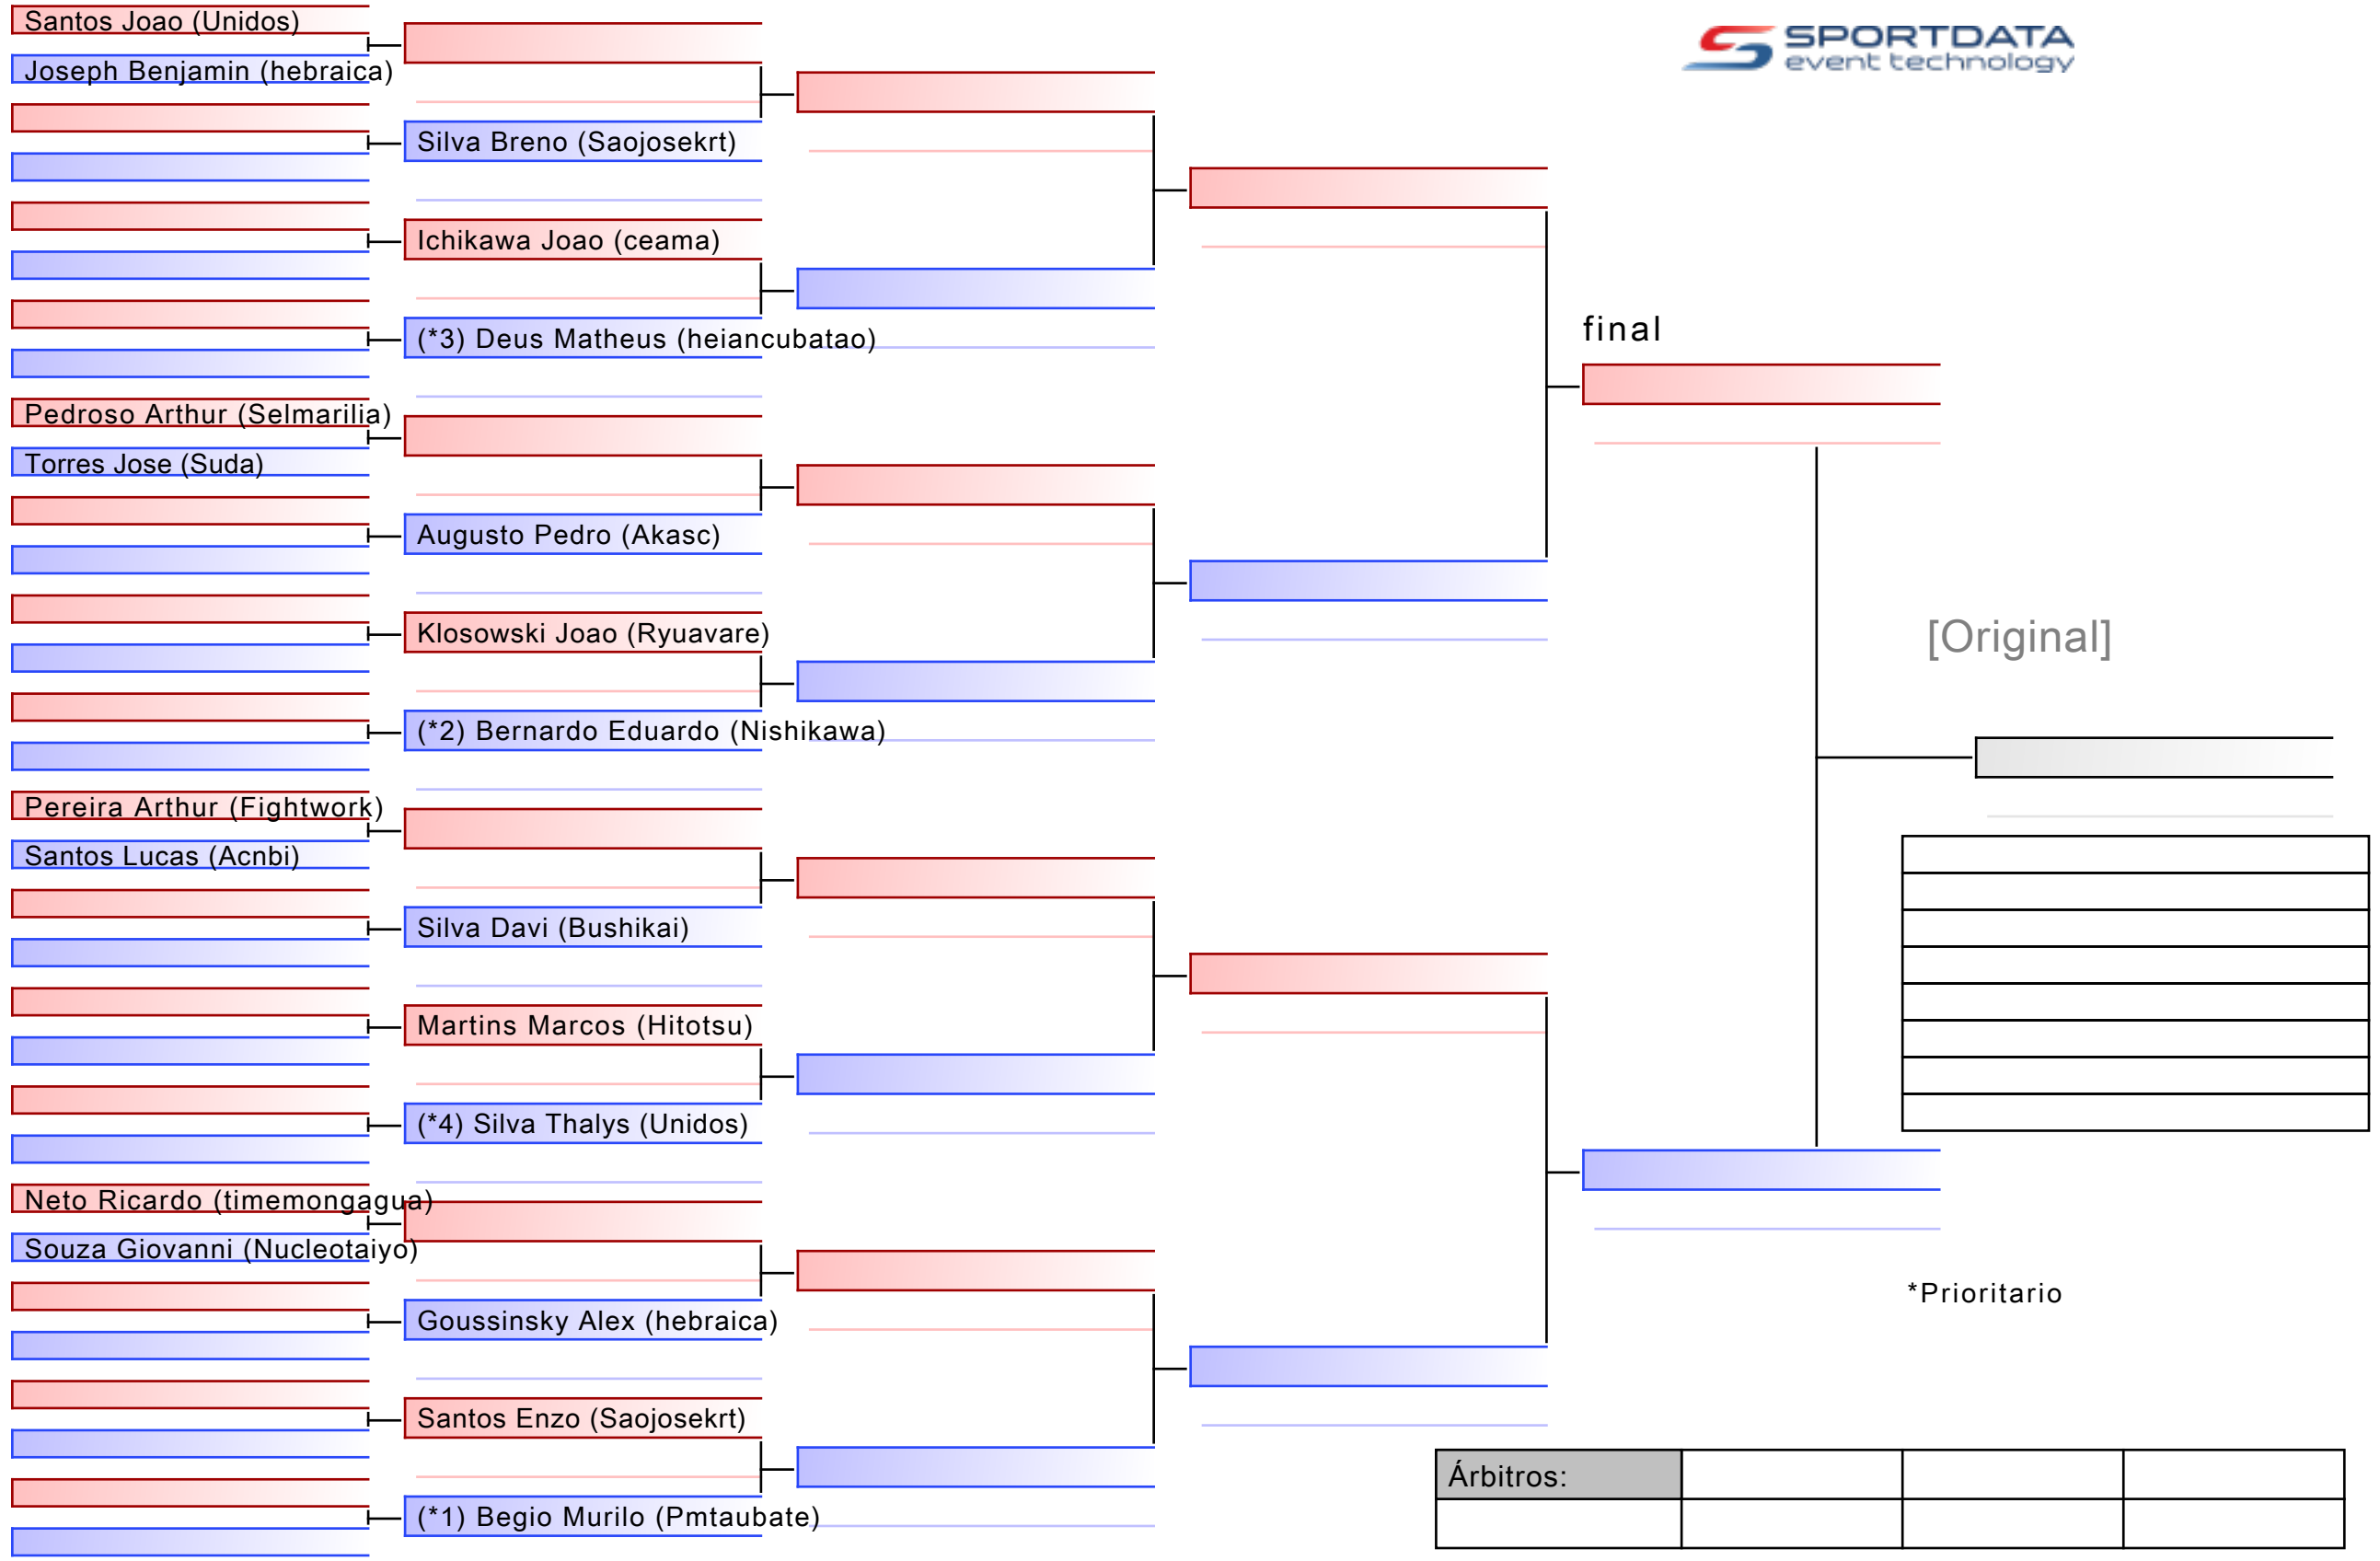 Santos Joao (Unidos)
Joseph Benjamin (hebraica)
Silva Breno (Saojosekrt)
Ichikawa Joao (ceama)
(*3) Deus Matheus (heiancubatao)
Pedroso Arthur (Selmarilia)
Torres Jose (Suda)
Augusto Pedro (Akasc)
Klosowski Joao (Ryuavare)
(*2) Bernardo Eduardo (Nishikawa)
Pereira Arthur (Fightwork)
Santos Lucas (Acnbi)
Silva Davi (Bushikai)
Martins Marcos (Hitotsu)
(*4) Silva Thalys (Unidos)
Neto Ricardo (timemongagua)
Souza Giovanni (Nucleotaiyo)
Goussinsky Alex (hebraica)
Santos Enzo (Saojosekrt)
(*1) Begio Murilo (Pmtaubate)
SPORTDATA
event technology
final
[Original]
*Prioritario
Árbitros: